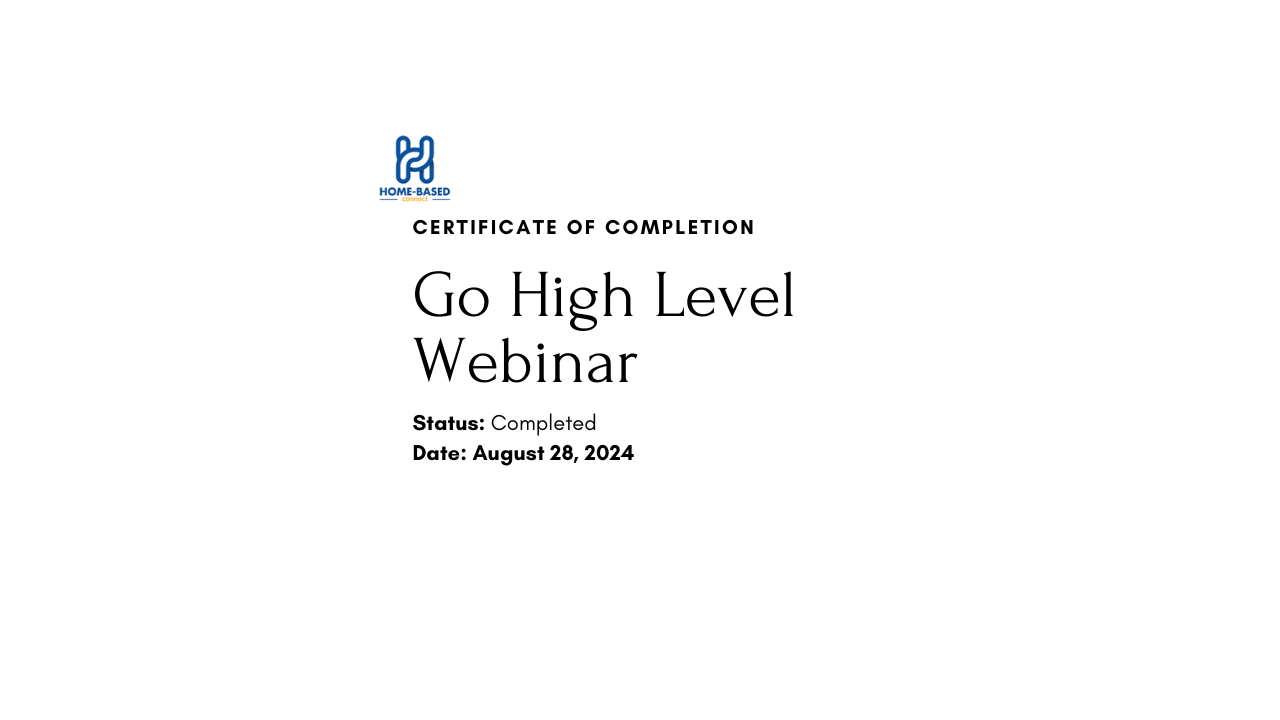 HOME-BASED
connect
CERTIFICATE OF COMPLETION
Go High Level
Webinar
Status: Completed
Date: August 28, 2024